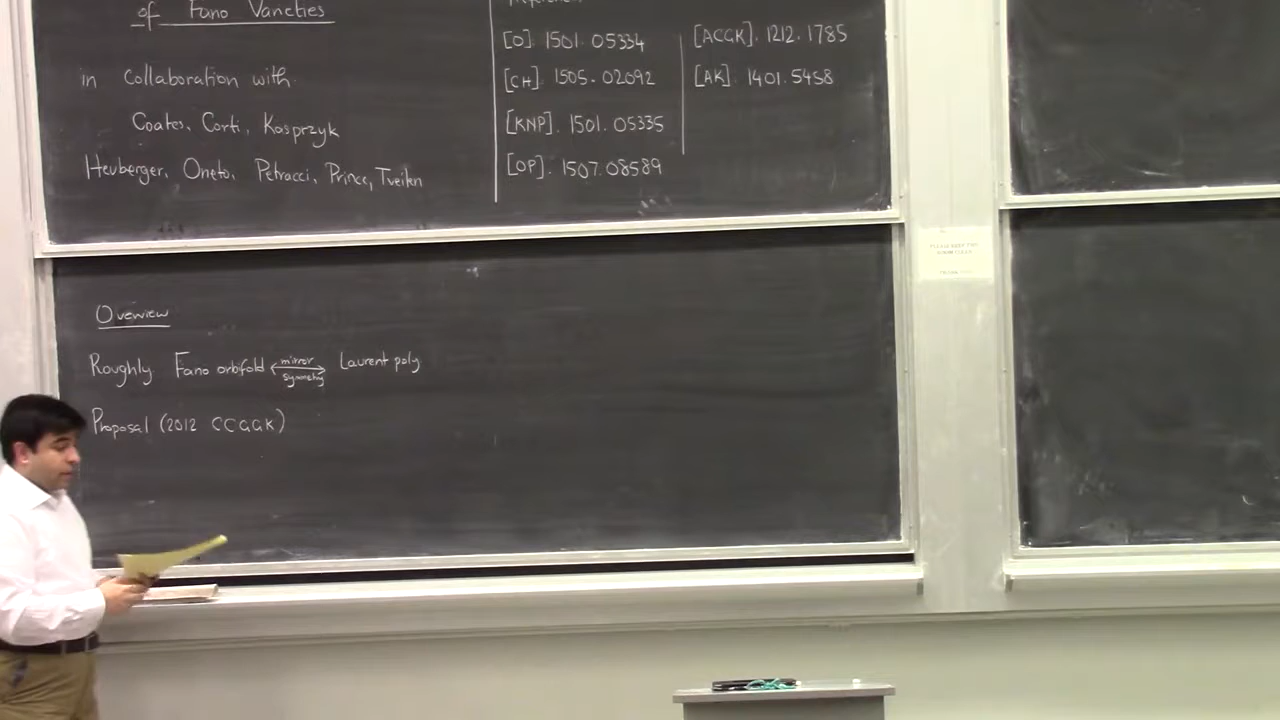 of Fano Varieties
in Collaboration with
Coates, Corti, Kasprzyk
Heuberger, Oneto, Petracci, Prince, Tveiten
[O]. 1501.05334
[CH]. 1505.02092
[KNP]. 1501.05335
[OP]. 1507.08589
[ACGK]. 1212.1785
[AK]. 1401.5458
Overview
Roughly Fano orbifold mirror symmetry Laurent poly
Proposal (2012 CCGGK)